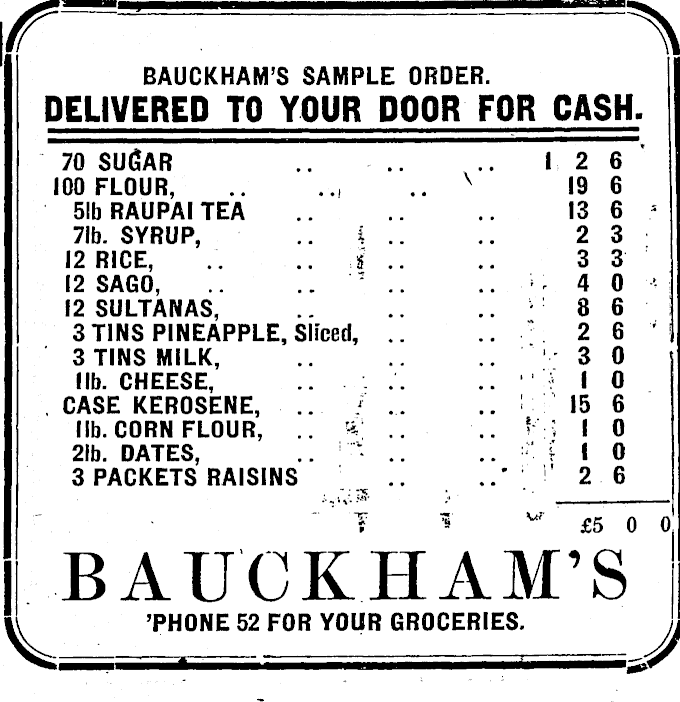 BAUCKHAM'S SAMPLE ORDER.
DELIVERED TO YOUR DOOR FOR CASH.
70 SUGAR .. .. .. 1 2 6
100 FLOUR, .. .. .. 19 6
5lb RAUPAI TEA .. .. .. 13 6
7lb. SYRUP, .. .. .. 2 3
12 RICE, .. .. .. .. 3 3
12 SAGO, .. .. .. .. 4 0
12 SULTANAS, .. .. .. 8 6
3 TINS PINEAPPLE, Sliced, .. .. 2 6
3 TINS MILK, .. .. .. 3 0
1lb. CHEESE, .. .. .. 1 0
CASE KEROSENE, .. .. .. 15 6
1lb. CORN FLOUR, .. .. .. 1 0
2lb. DATES, .. .. .. 1 0
3 PACKETS RAISINS .. .. 2 6
£5 0 0
BAUCKHAM'S
'PHONE 52 FOR YOUR GROCERIES.